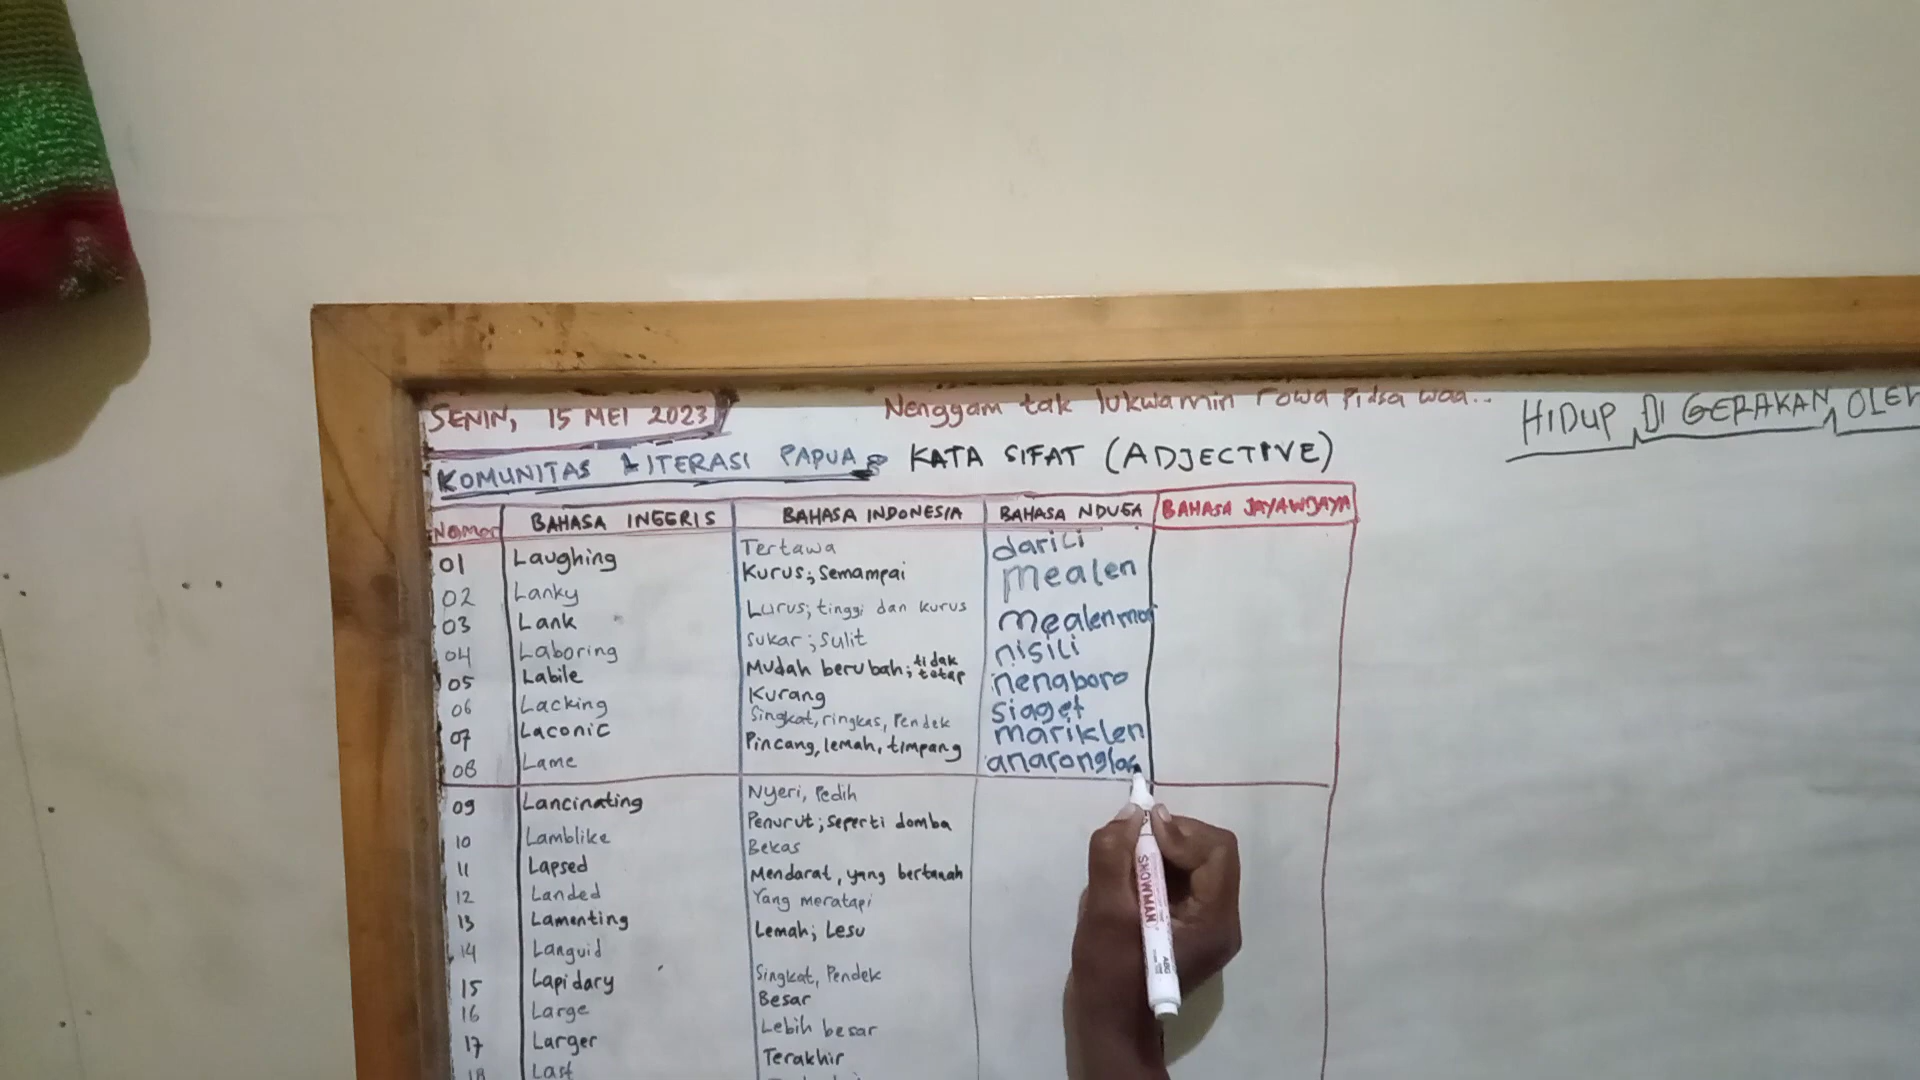 SENIN, 15 MEI 2023
Nenggam tak lukwamin rowa pidsa waa...
HIDUP DI GERAKAN OLEH
KOMUNITAS LITERASI PAPUA
KATA SIFAT (ADJECTIVE)
Nomor BAHASA INGGRIS BAHASA INDONESIA BAHASA NDUGA BAHASA JAYAWIJAYA
01 Laughing Tertawa darili
02 Lanky Kurus; Semampai mealen
03 Lank Lurus; tinggi dan kurus mealenmor
04 Laboring Sukar; Sulit nisili
05 Labile Mudah berubah; tidak tetap nengboro
06 Lacking Kurang siaget
07 Laconic Singkat, ringkas, Pendek mariklen
08 Lame Pincang, lemah, timpang
09 Lancinating Nyeri, Pedih
10 Lamblike Penurut; seperti domba
11 Lapsed Bekas
12 Landed Mendarat, yang bertanah
13 Lamenting Yang meratapi
14 Languid Lemah; Lesu
15 Lapidary Singkat, Pendek
16 Large Besar
17 Larger Lebih besar
18 Last Terakhir
SNOWMAN